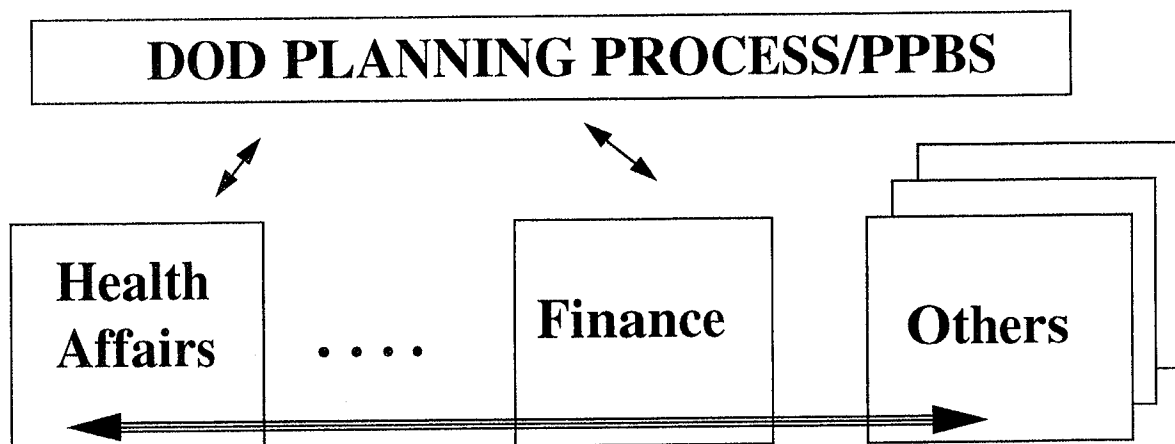 DOD PLANNING PROCESS/PPBS
Health
Affairs
. . . .
Finance
Others